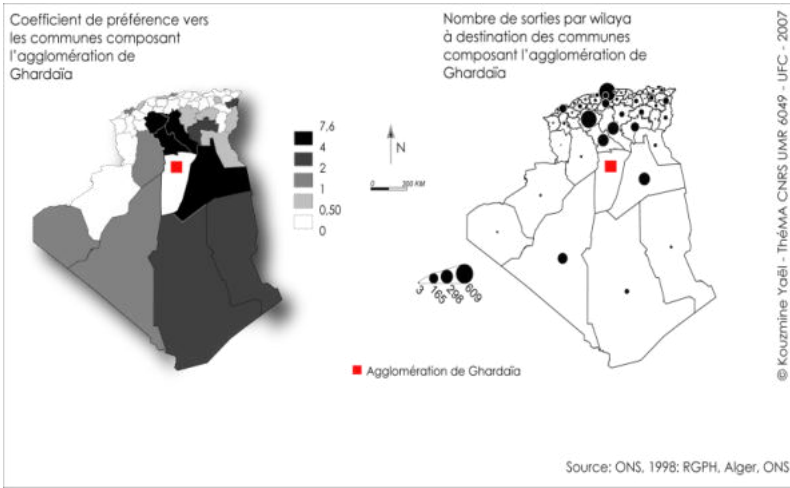 Coefficient de préférence vers
les communes composant
l'agglomération de
Ghardaïa
Nombre de sorties par wilaya
à destination des communes
composant l'agglomération de
Ghardaïa
7,6
4
2
1
0,50
0
N
0 200 KM
3 165 298 609
Agglomération de Ghardaïa
© Kouzmine Yaël - ThéMA CNRS UMR 6049 - UFC - 2007
Source: ONS, 1998: RGPH, Alger, ONS